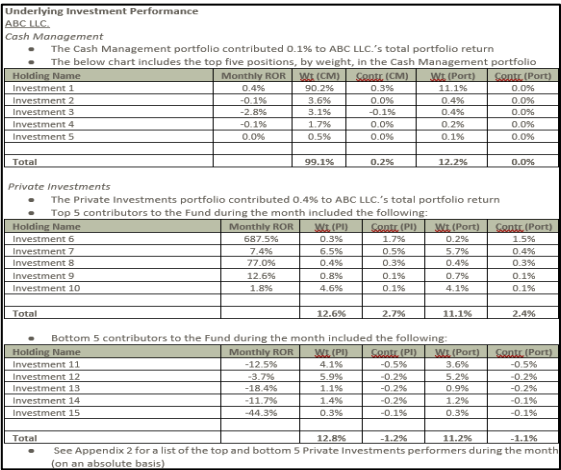 Underlying Investment Performance
ABC LLC.
Cash Management
• The Cash Management portfolio contributed 0.1% to ABC LLC.'s total portfolio return
• The below chart includes the top five positions, by weight, in the Cash Management portfolio
Holding Name Monthly ROR Wt (CM) Contr (CM) Wt (Port) Contr (Port)
Investment 1 0.4% 90.2% 0.3% 11.1% 0.0%
Investment 2 -0.1% 3.6% 0.0% 0.4% 0.0%
Investment 3 -2.8% 3.1% -0.1% 0.4% 0.0%
Investment 4 -0.1% 1.7% 0.0% 0.2% 0.0%
Investment 5 0.0% 0.5% 0.0% 0.1% 0.0%
Total 99.1% 0.2% 12.2% 0.0%
Private Investments
• The Private Investments portfolio contributed 0.4% to ABC LLC.'s total portfolio return
• Top 5 contributors to the Fund during the month included the following:
Holding Name Monthly ROR Wt (PI) Contr (PI) Wt (Port) Contr (Port)
Investment 6 687.5% 0.3% 1.7% 0.2% 1.5%
Investment 7 7.4% 6.5% 0.5% 5.7% 0.4%
Investment 8 77.0% 0.4% 0.3% 0.4% 0.3%
Investment 9 12.6% 0.8% 0.1% 0.7% 0.1%
Investment 10 1.8% 4.6% 0.1% 4.1% 0.1%
Total 12.6% 2.7% 11.1% 2.4%
• Bottom 5 contributors to the Fund during the month included the following:
Holding Name Monthly ROR Wt (PI) Contr (PI) Wt (Port) Contr (Port)
Investment 11 -12.5% 4.1% -0.5% 3.6% -0.5%
Investment 12 -3.7% 5.9% -0.2% 5.2% -0.2%
Investment 13 -18.4% 1.1% -0.2% 0.9% -0.2%
Investment 14 -11.7% 1.4% -0.2% 1.2% -0.1%
Investment 15 -44.3% 0.3% -0.1% 0.3% -0.1%
Total 12.8% -1.2% 11.2% -1.1%
• See Appendix 2 for a list of the top and bottom 5 Private Investments performers during the month
(on an absolute basis)